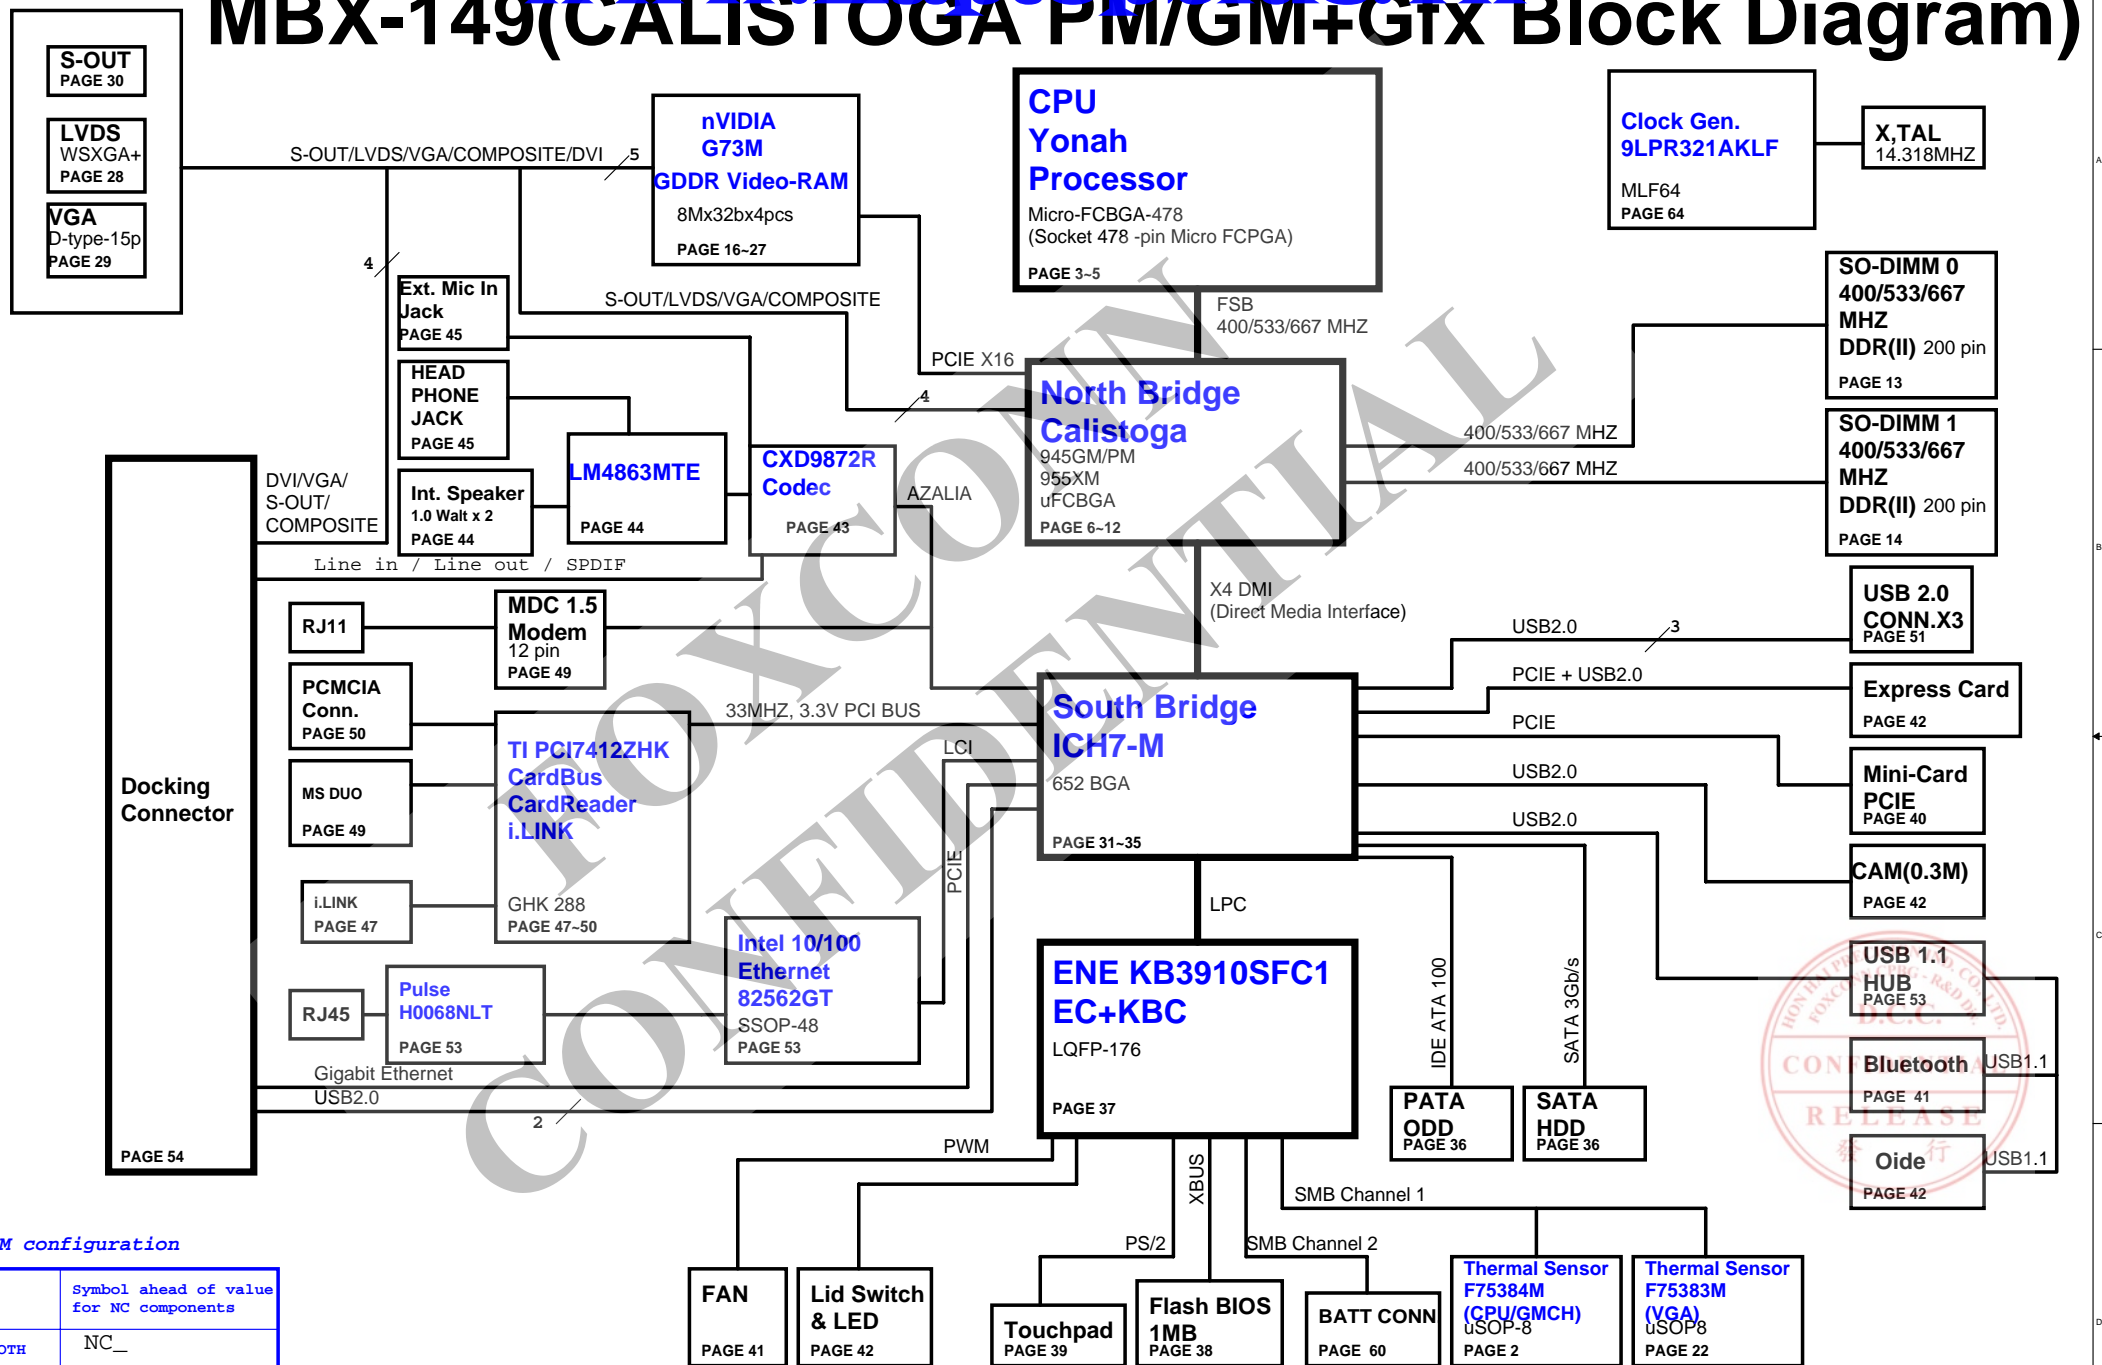 MBX-149(CALISTOGA PM/GM+Gfx Block Diagram)
S-OUT
PAGE 30
LVDS
WSXGA+
PAGE 28
VGA
D-type-15p
PAGE 29
S-OUT/LVDS/VGA/COMPOSITE/DVI
5
nVIDIA
G73M
GDDR Video-RAM
8Mx32bx4pcs
PAGE 16~27
CPU
Yonah
Processor
Micro-FCBGA-478
(Socket 478 -pin Micro FCPGA)
PAGE 3~5
Clock Gen.
9LPR321AKLF
MLF64
PAGE 64
X,TAL
14.318MHZ
A
4
S-OUT/LVDS/VGA/COMPOSITE
FSB
400/533/667 MHZ
PCIE X16
4
Ext. Mic In
Jack
PAGE 45
HEAD
PHONE
JACK
PAGE 45
Int. Speaker
1.0 Walt x 2
PAGE 44
LM4863MTE
PAGE 44
CXD9872R
Codec
PAGE 43
AZALIA
North Bridge
Calistoga
945GM/PM
955XM
uFCBGA
PAGE 6~12
400/533/667 MHZ
400/533/667 MHZ
SO-DIMM 0
400/533/667
MHZ
DDR(II) 200 pin
PAGE 13
SO-DIMM 1
400/533/667
MHZ
DDR(II) 200 pin
PAGE 14
B
Docking
Connector
PAGE 54
DVI/VGA/
S-OUT/
COMPOSITE
Line in / Line out / SPDIF
RJ11
MDC 1.5
Modem
12 pin
PAGE 49
X4 DMI
(Direct Media Interface)
USB2.0
3
USB 2.0
CONN.X3
PAGE 51
PCMCIA
Conn.
PAGE 50
MS DUO
PAGE 49
i.LINK
PAGE 47
TI PCI7412ZHK
CardBus
CardReader
i.LINK
GHK 288
PAGE 47~50
33MHZ, 3.3V PCI BUS
LCI
PCIE
South Bridge
ICH7-M
652 BGA
PAGE 31~35
PCIE + USB2.0
Express Card
PAGE 42
PCIE
Mini-Card
PCIE
PAGE 40
USB2.0
CAM(0.3M)
PAGE 42
USB2.0
USB 1.1
HUB
PAGE 53
C
Bluetooth
PAGE 41
USB1.1
Oide
PAGE 42
USB1.1
RJ45
Pulse
H0068NLT
PAGE 53
Intel 10/100
Ethernet
82562GT
SSOP-48
PAGE 53
Gigabit Ethernet
USB2.0
2
LPC
ENE KB3910SFC1
EC+KBC
LQFP-176
PAGE 37
IDE ATA 100
SATA 3Gb/s
PATA
ODD
PAGE 36
SATA
HDD
PAGE 36
PWM
PS/2
XBUS
SMB Channel 1
SMB Channel 2
FAN
PAGE 41
Lid Switch
& LED
PAGE 42
Touchpad
PAGE 39
Flash BIOS
1MB
PAGE 38
BATT CONN
PAGE 60
Thermal Sensor
F75384M
(CPU/GMCH)
uSOP-8
PAGE 2
Thermal Sensor
F75383M
(VGA)
uSOP8
PAGE 22
D
M configuration
Symbol ahead of value
for NC components
OTH
NC_
FOXCONN
CONFIDENTIAL
HON HAI PRECISION IND. CO., LTD.
FOXCONN CPBG - R&D DIV.
D.C.C.
CONFIDENTIAL
RELEASE
發 行